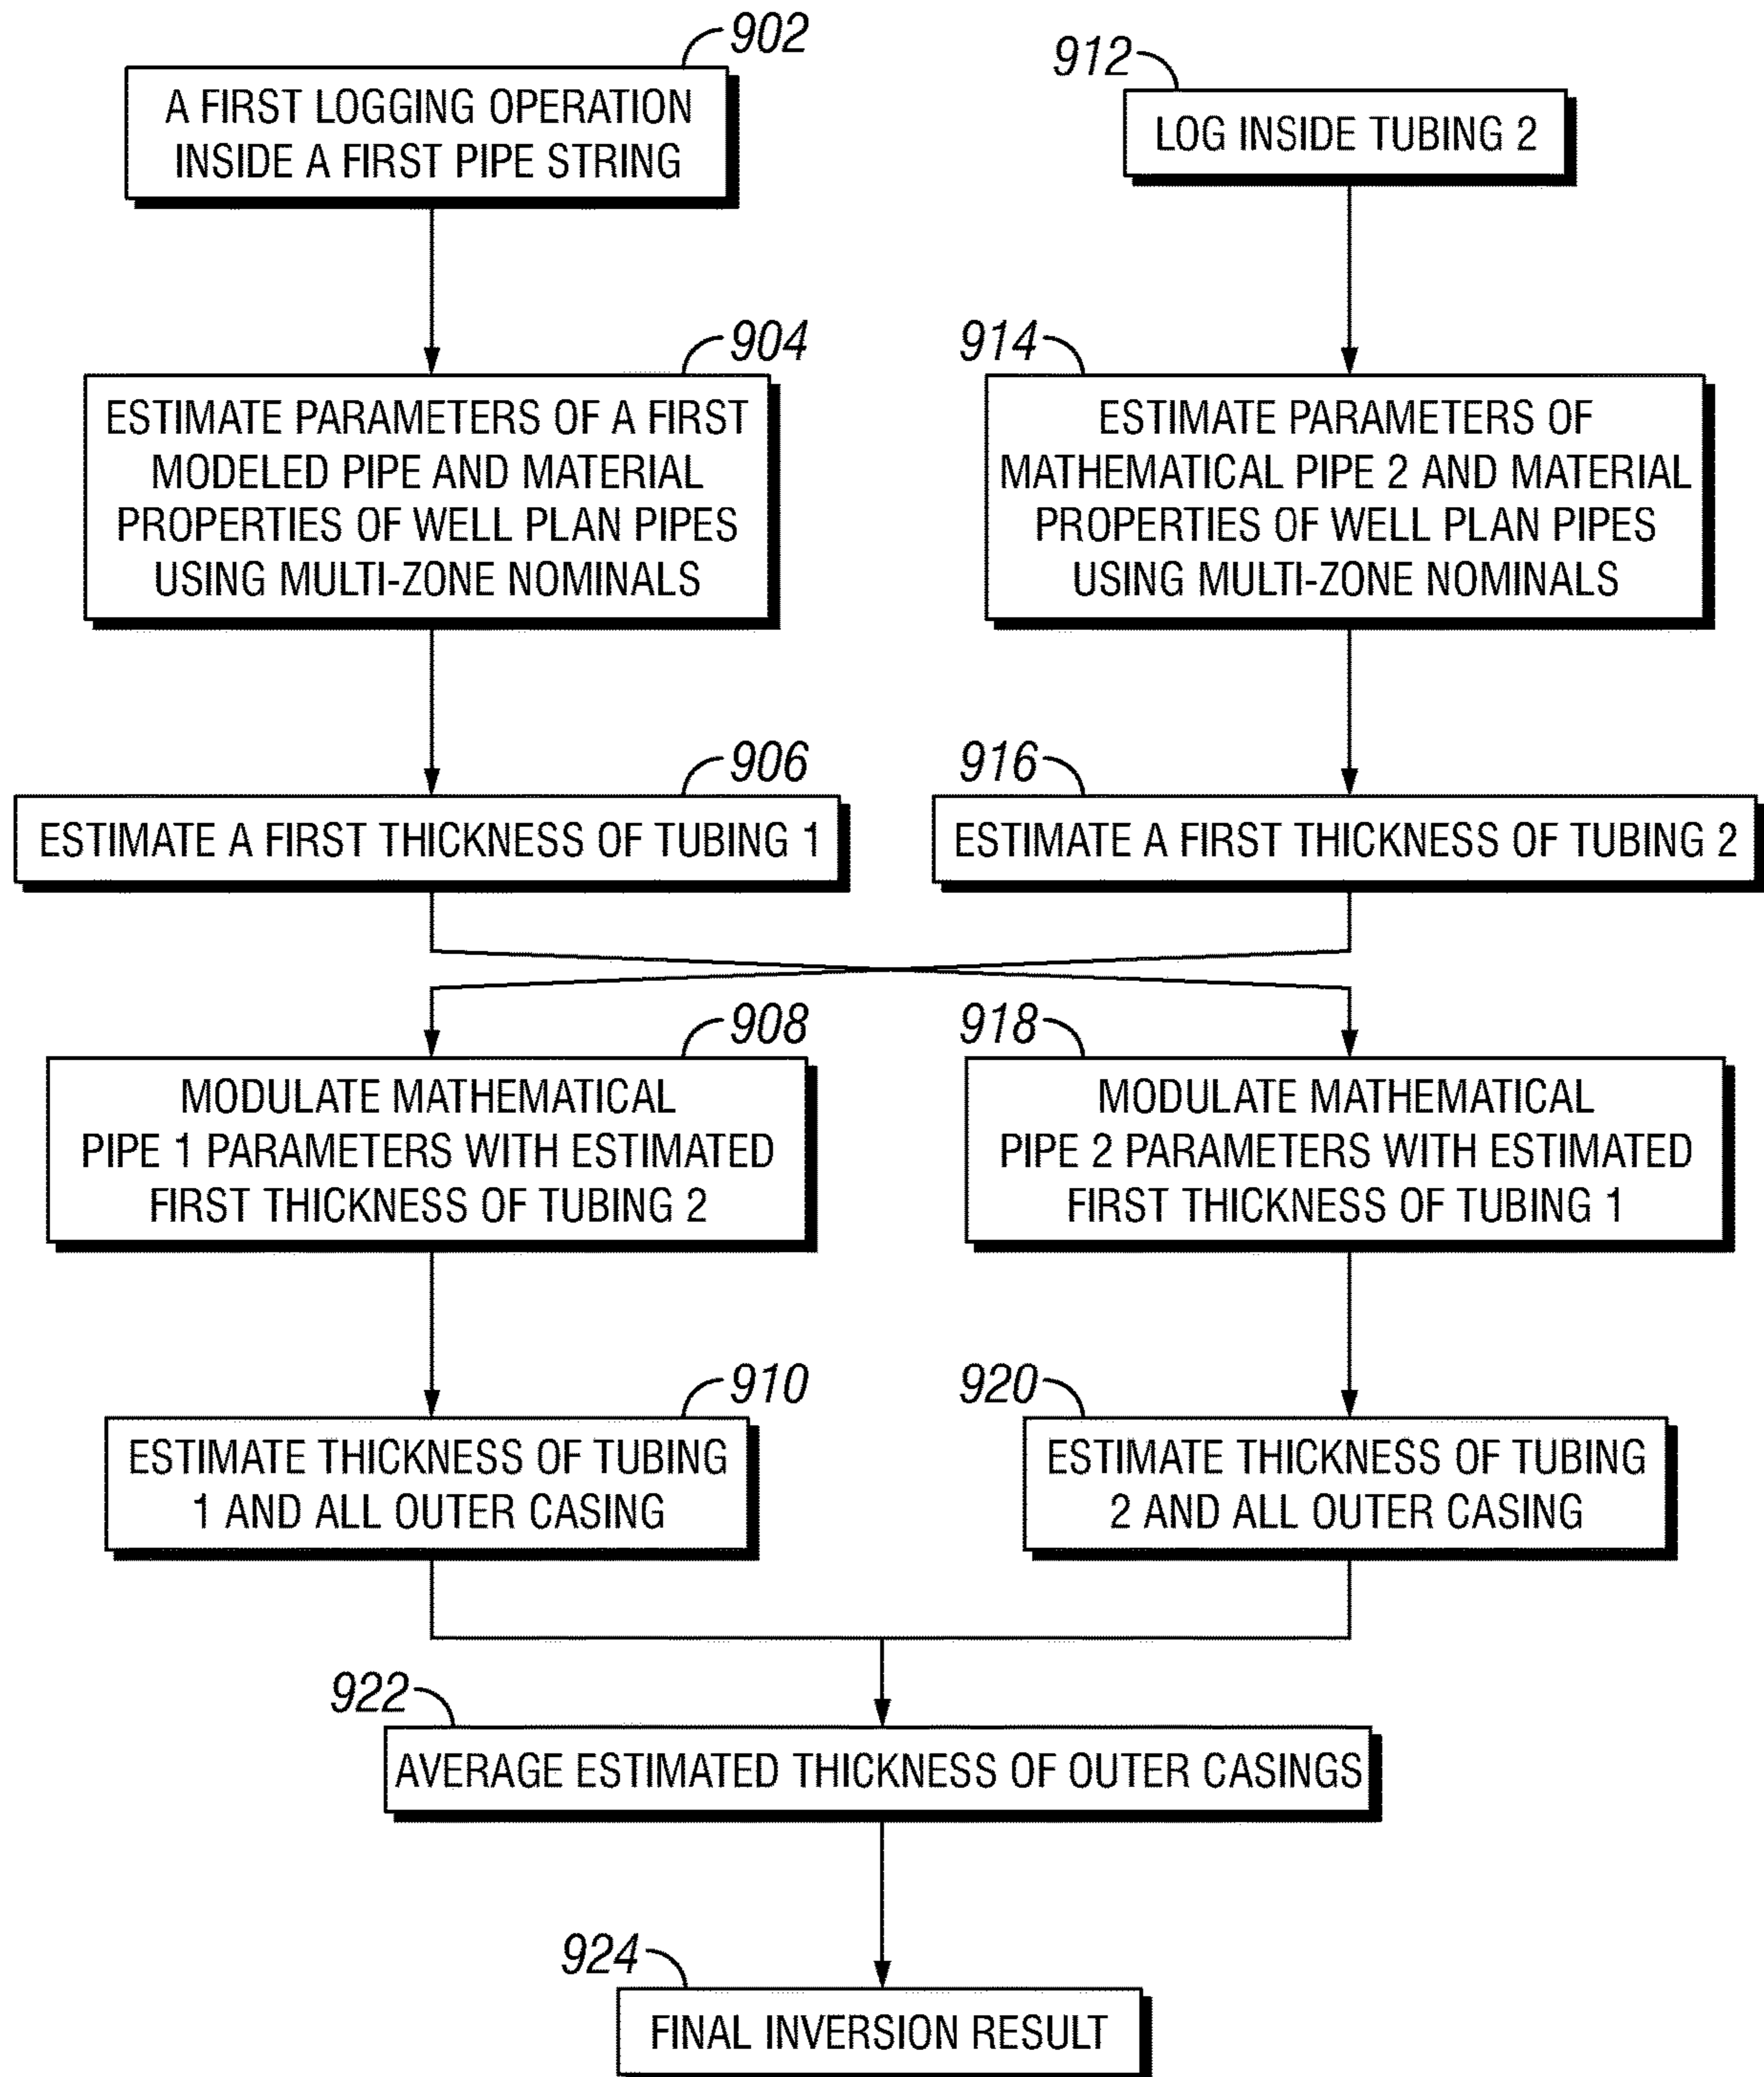 902
A FIRST LOGGING OPERATION
INSIDE A FIRST PIPE STRING
912
LOG INSIDE TUBING 2
904
ESTIMATE PARAMETERS OF A FIRST
MODELED PIPE AND MATERIAL
PROPERTIES OF WELL PLAN PIPES
USING MULTI-ZONE NOMINALS
914
ESTIMATE PARAMETERS OF
MATHEMATICAL PIPE 2 AND MATERIAL
PROPERTIES OF WELL PLAN PIPES
USING MULTI-ZONE NOMINALS
906
ESTIMATE A FIRST THICKNESS OF TUBING 1
916
ESTIMATE A FIRST THICKNESS OF TUBING 2
908
MODULATE MATHEMATICAL
PIPE 1 PARAMETERS WITH ESTIMATED
FIRST THICKNESS OF TUBING 2
918
MODULATE MATHEMATICAL
PIPE 2 PARAMETERS WITH ESTIMATED
FIRST THICKNESS OF TUBING 1
910
ESTIMATE THICKNESS OF TUBING
1 AND ALL OUTER CASING
920
ESTIMATE THICKNESS OF TUBING
2 AND ALL OUTER CASING
922
AVERAGE ESTIMATED THICKNESS OF OUTER CASINGS
924
FINAL INVERSION RESULT